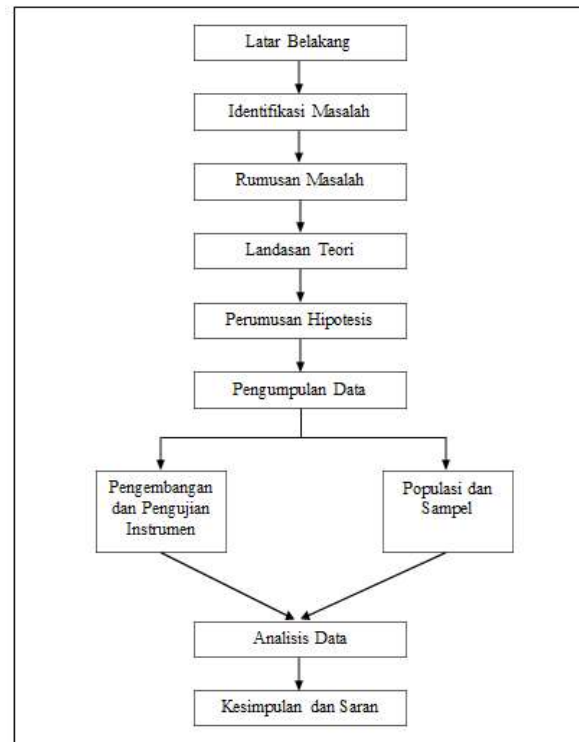 Latar Belakang
Identifikasi Masalah
Rumusan Masalah
Landasan Teori
Perumusan Hipotesis
Pengumpulan Data
Pengembangan
dan Pengujian
Instrumen
Populasi dan
Sampel
Analisis Data
Kesimpulan dan Saran